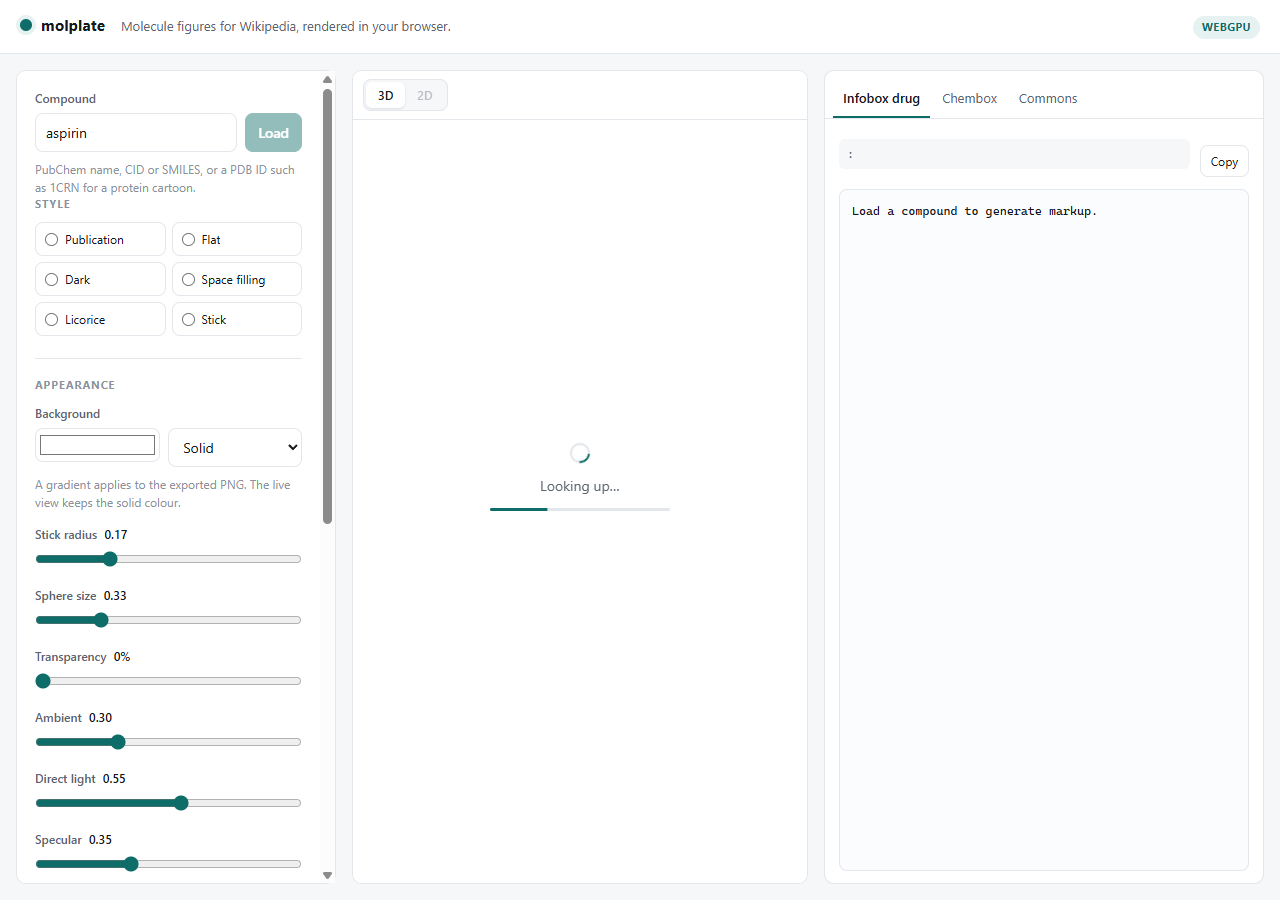 molplate
Molecule figures for Wikipedia, rendered in your browser.
WEBGPU
Compound
aspirin
Load
PubChem name, CID or SMILES, or a PDB ID such
as 1CRN for a protein cartoon.
STYLE
Publication
Flat
Dark
Space filling
Licorice
Stick
APPEARANCE
Background
Solid
A gradient applies to the exported PNG. The live
view keeps the solid colour.
Stick radius 0.17
Sphere size 0.33
Transparency 0%
Ambient 0.30
Direct light 0.55
Specular 0.35
3D
2D
Looking up…
Infobox drug
Chembox
Commons
:
Copy
Load a compound to generate markup.